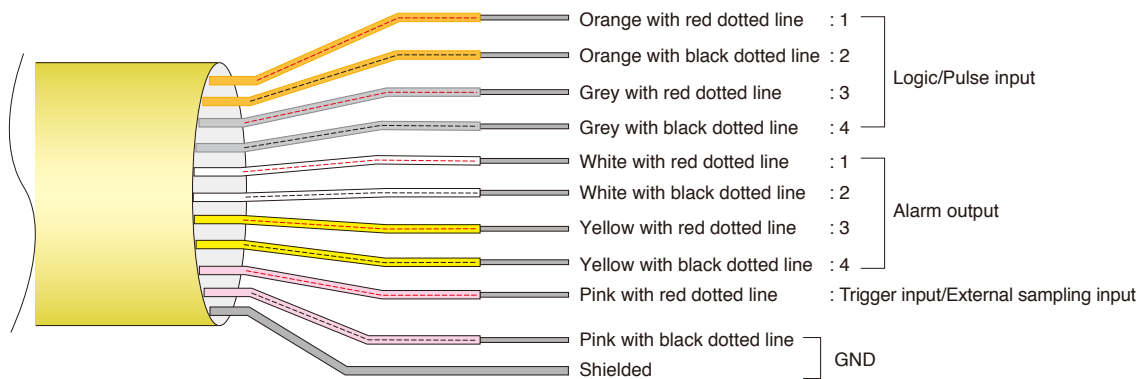 Orange with red dotted line : 1
Orange with black dotted line : 2
Logic/Pulse input
Grey with red dotted line : 3
Grey with black dotted line : 4
White with red dotted line : 1
White with black dotted line : 2
Alarm output
Yellow with red dotted line : 3
Yellow with black dotted line : 4
Pink with red dotted line : Trigger input/External sampling input
Pink with black dotted line
GND
Shielded